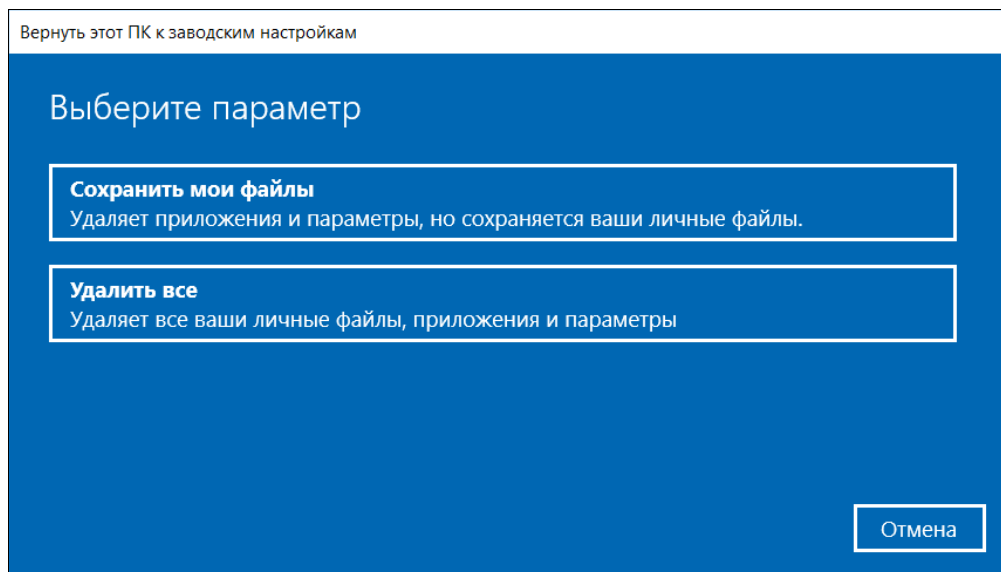 Вернуть этот ПК к заводским настройкам
Выберите параметр
Сохранить мои файлы
Удаляет приложения и параметры, но сохраняется ваши личные файлы.
Удалить все
Удаляет все ваши личные файлы, приложения и параметры
Отмена